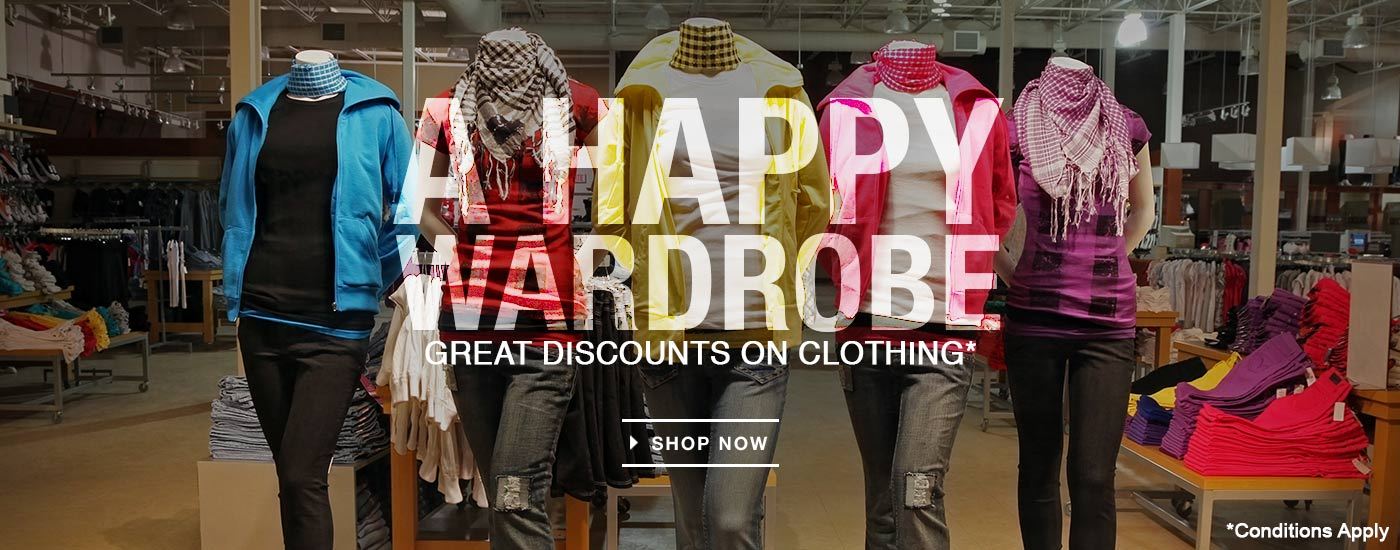 A HAPPY
WARDROBE
GREAT DISCOUNTS ON CLOTHING*
SHOP NOW
*Conditions Apply